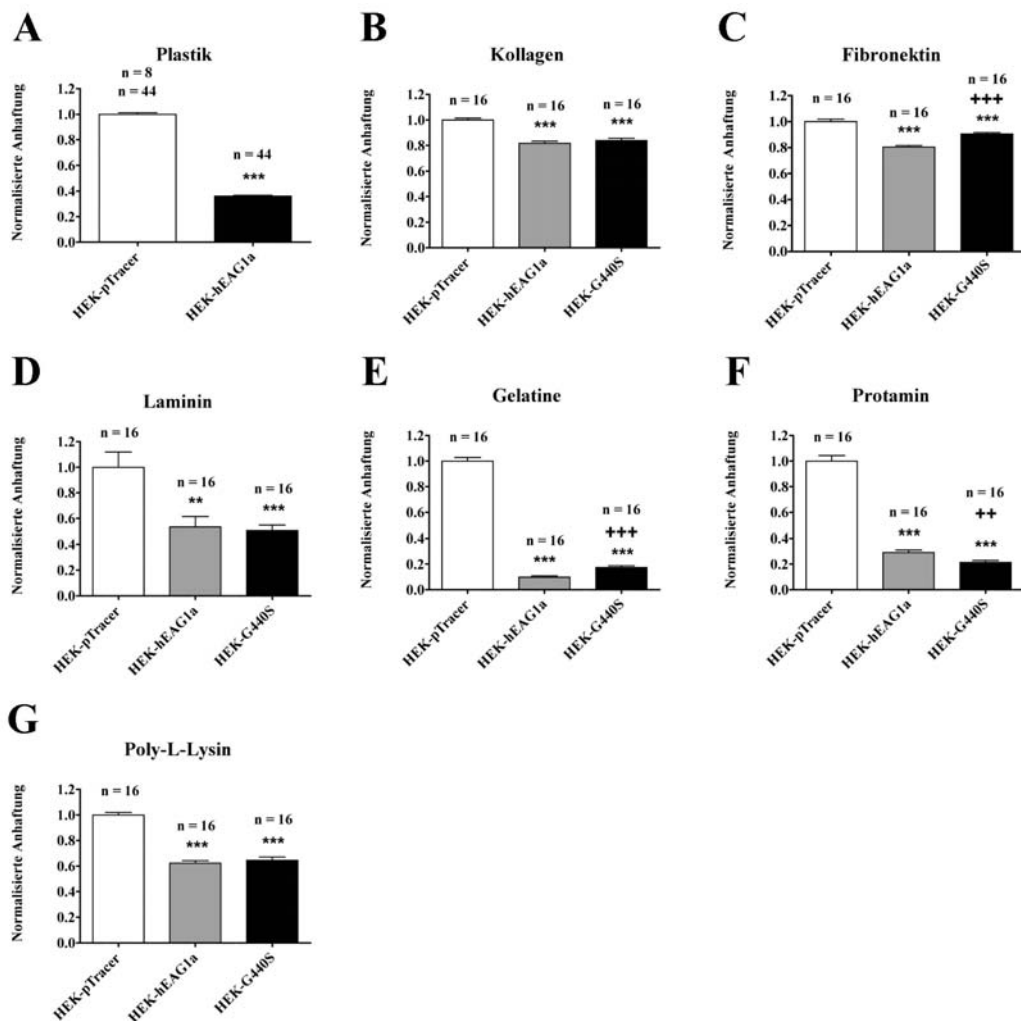 A
Plastik
n = 8
n = 44
n = 44
***
Normalisierte Anhaftung
1.2
1.0
0.8
0.6
0.4
0.2
0.0
HEK-pTracer
HEK-hEAG1a
B
Kollagen
n = 16
n = 16
n = 16
***
***
Normalisierte Anhaftung
1.2
1.0
0.8
0.6
0.4
0.2
0.0
HEK-pTracer
HEK-hEAG1a
HEK-G440S
C
Fibronektin
n = 16
n = 16
n = 16
+++
***
***
Normalisierte Anhaftung
1.2
1.0
0.8
0.6
0.4
0.2
0.0
HEK-pTracer
HEK-hEAG1a
HEK-G440S
D
Laminin
n = 16
n = 16
n = 16
**
***
Normalisierte Anhaftung
1.2
1.0
0.8
0.6
0.4
0.2
0.0
HEK-pTracer
HEK-hEAG1a
HEK-G440S
E
Gelatine
n = 16
n = 16
n = 16
+++
***
***
Normalisierte Anhaftung
1.2
1.0
0.8
0.6
0.4
0.2
0.0
HEK-pTracer
HEK-hEAG1a
HEK-G440S
F
Protamin
n = 16
n = 16
n = 16
++
***
***
Normalisierte Anhaftung
1.2
1.0
0.8
0.6
0.4
0.2
0.0
HEK-pTracer
HEK-hEAG1a
HEK-G440S
G
Poly-L-Lysin
n = 16
n = 16
n = 16
***
***
Normalisierte Anhaftung
1.2
1.0
0.8
0.6
0.4
0.2
0.0
HEK-pTracer
HEK-hEAG1a
HEK-G440S